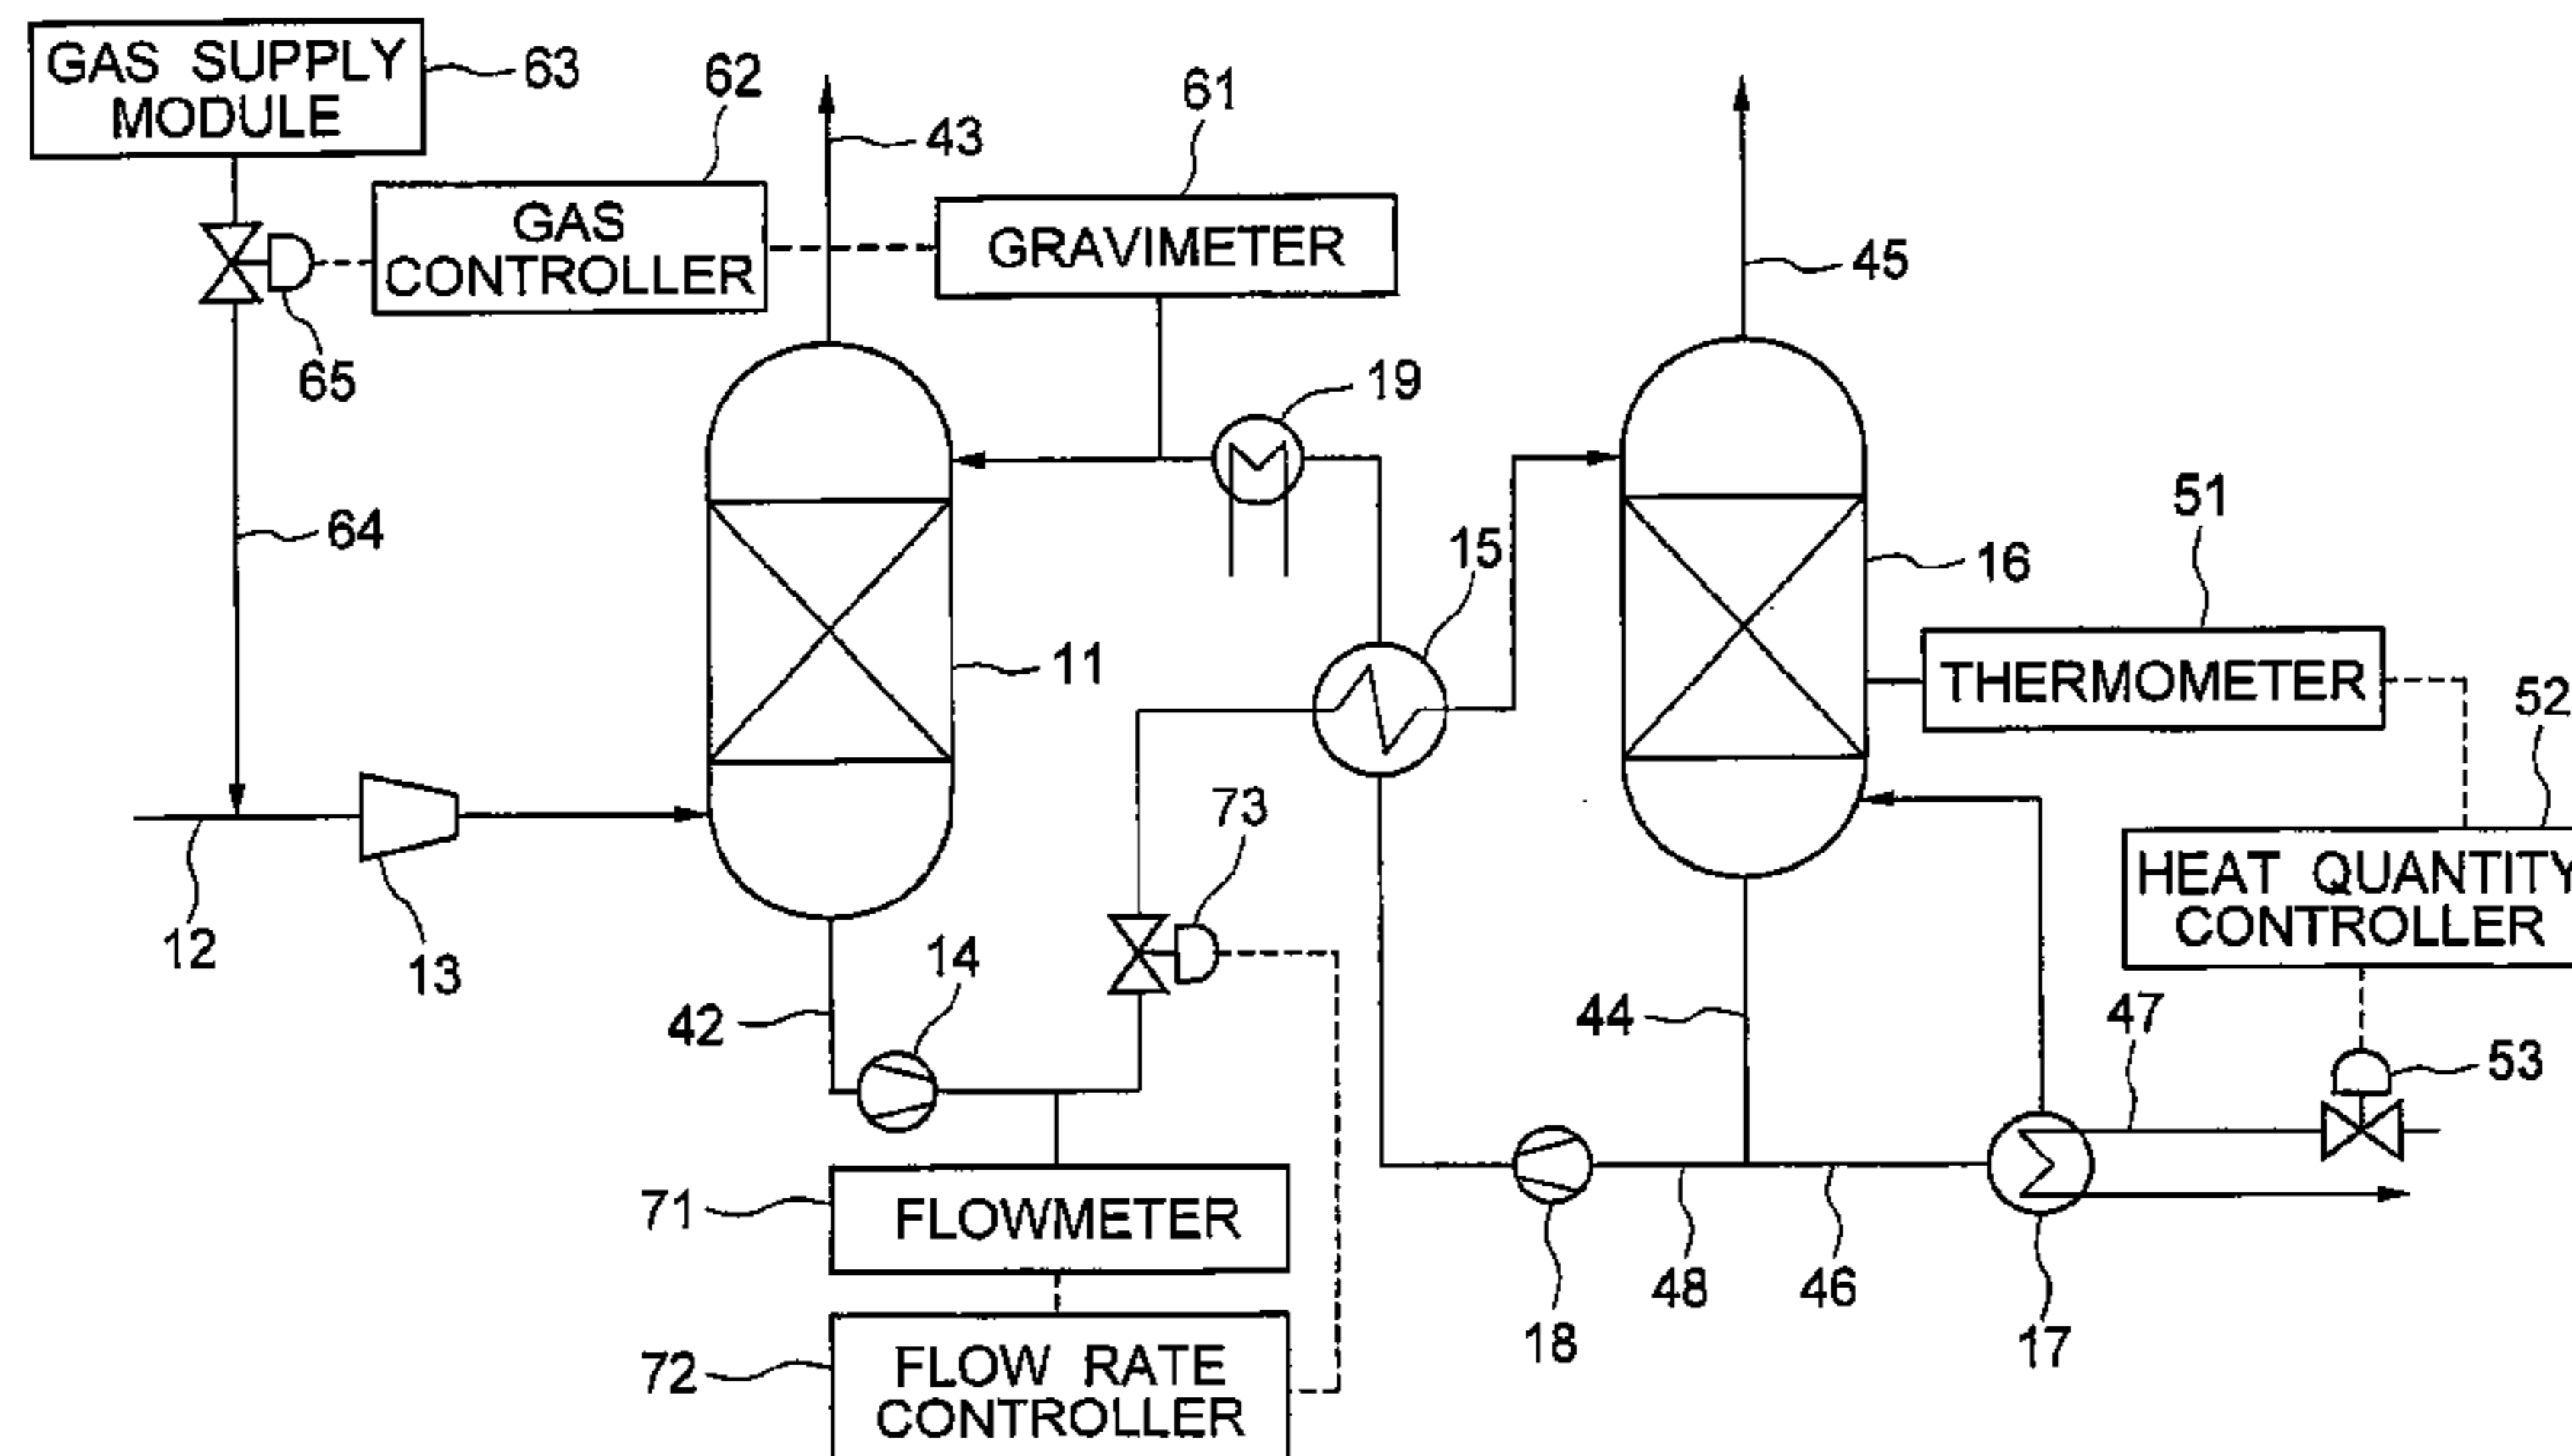 GAS SUPPLY
MODULE
63
62
61
43
GAS
CONTROLLER
GRAVIMETER
45
65
19
64
15
51
16
11
THERMOMETER
52
73
HEAT QUANTITY
CONTROLLER
12
13
14
42
44
47
53
71
FLOWMETER
48
46
18
17
72
FLOW RATE
CONTROLLER